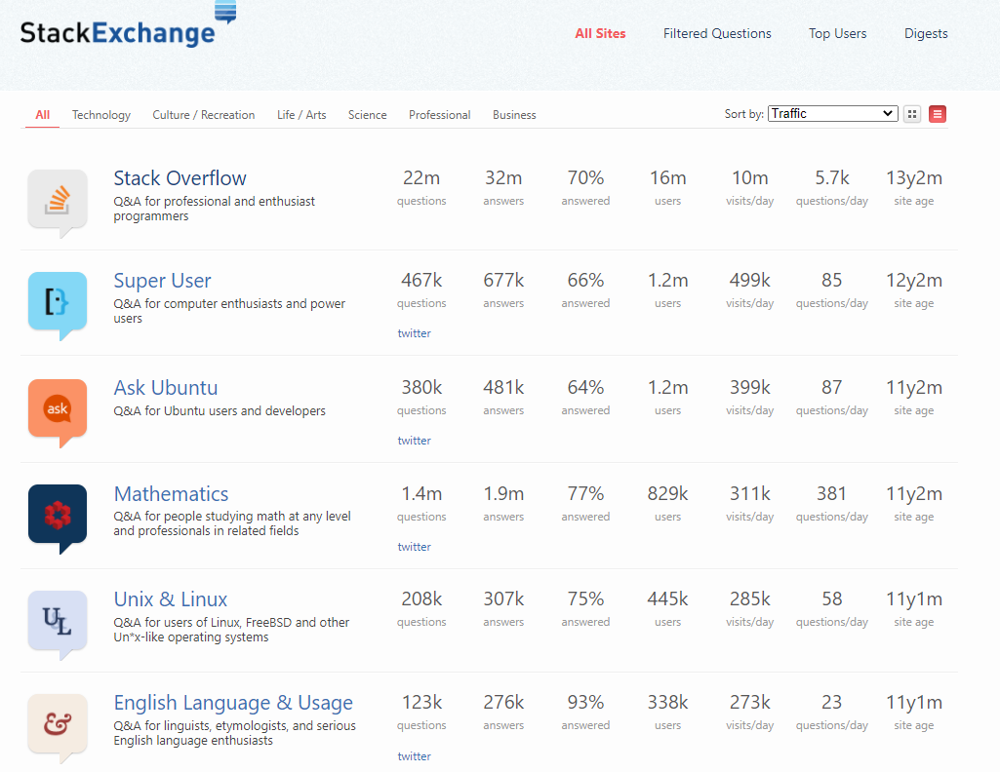 StackExchange
All Sites Filtered Questions Top Users Digests
All Technology Culture / Recreation Life / Arts Science Professional Business Sort by: Traffic
Stack Overflow 22m 32m 70% 16m 10m 5.7k 13y2m
Q&A for professional and enthusiast questions answers answered users visits/day questions/day site age
programmers
Super User 467k 677k 66% 1.2m 499k 85 12y2m
Q&A for computer enthusiasts and power questions answers answered users visits/day questions/day site age
users
twitter
ask
Ask Ubuntu 380k 481k 64% 1.2m 399k 87 11y2m
Q&A for Ubuntu users and developers questions answers answered users visits/day questions/day site age
twitter
Mathematics 1.4m 1.9m 77% 829k 311k 381 11y2m
Q&A for people studying math at any level questions answers answered users visits/day questions/day site age
and professionals in related fields
twitter
UL
Unix & Linux 208k 307k 75% 445k 285k 58 11y1m
Q&A for users of Linux, FreeBSD and other questions answers answered users visits/day questions/day site age
Un*x-like operating systems
&
English Language & Usage 123k 276k 93% 338k 273k 23 11y1m
Q&A for linguists, etymologists, and serious questions answers answered users visits/day questions/day site age
English language enthusiasts
twitter